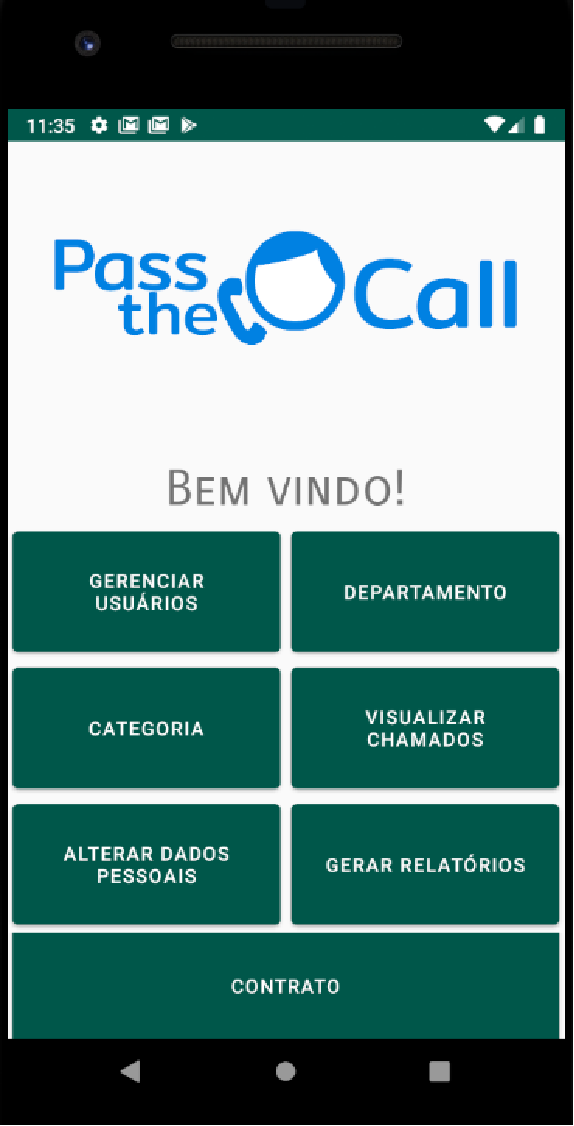 11:35
Pass
the Call
Bem vindo!
GERENCIAR
USUÁRIOS
DEPARTAMENTO
CATEGORIA
VISUALIZAR
CHAMADOS
ALTERAR DADOS
PESSOAIS
GERAR RELATÓRIOS
CONTRATO